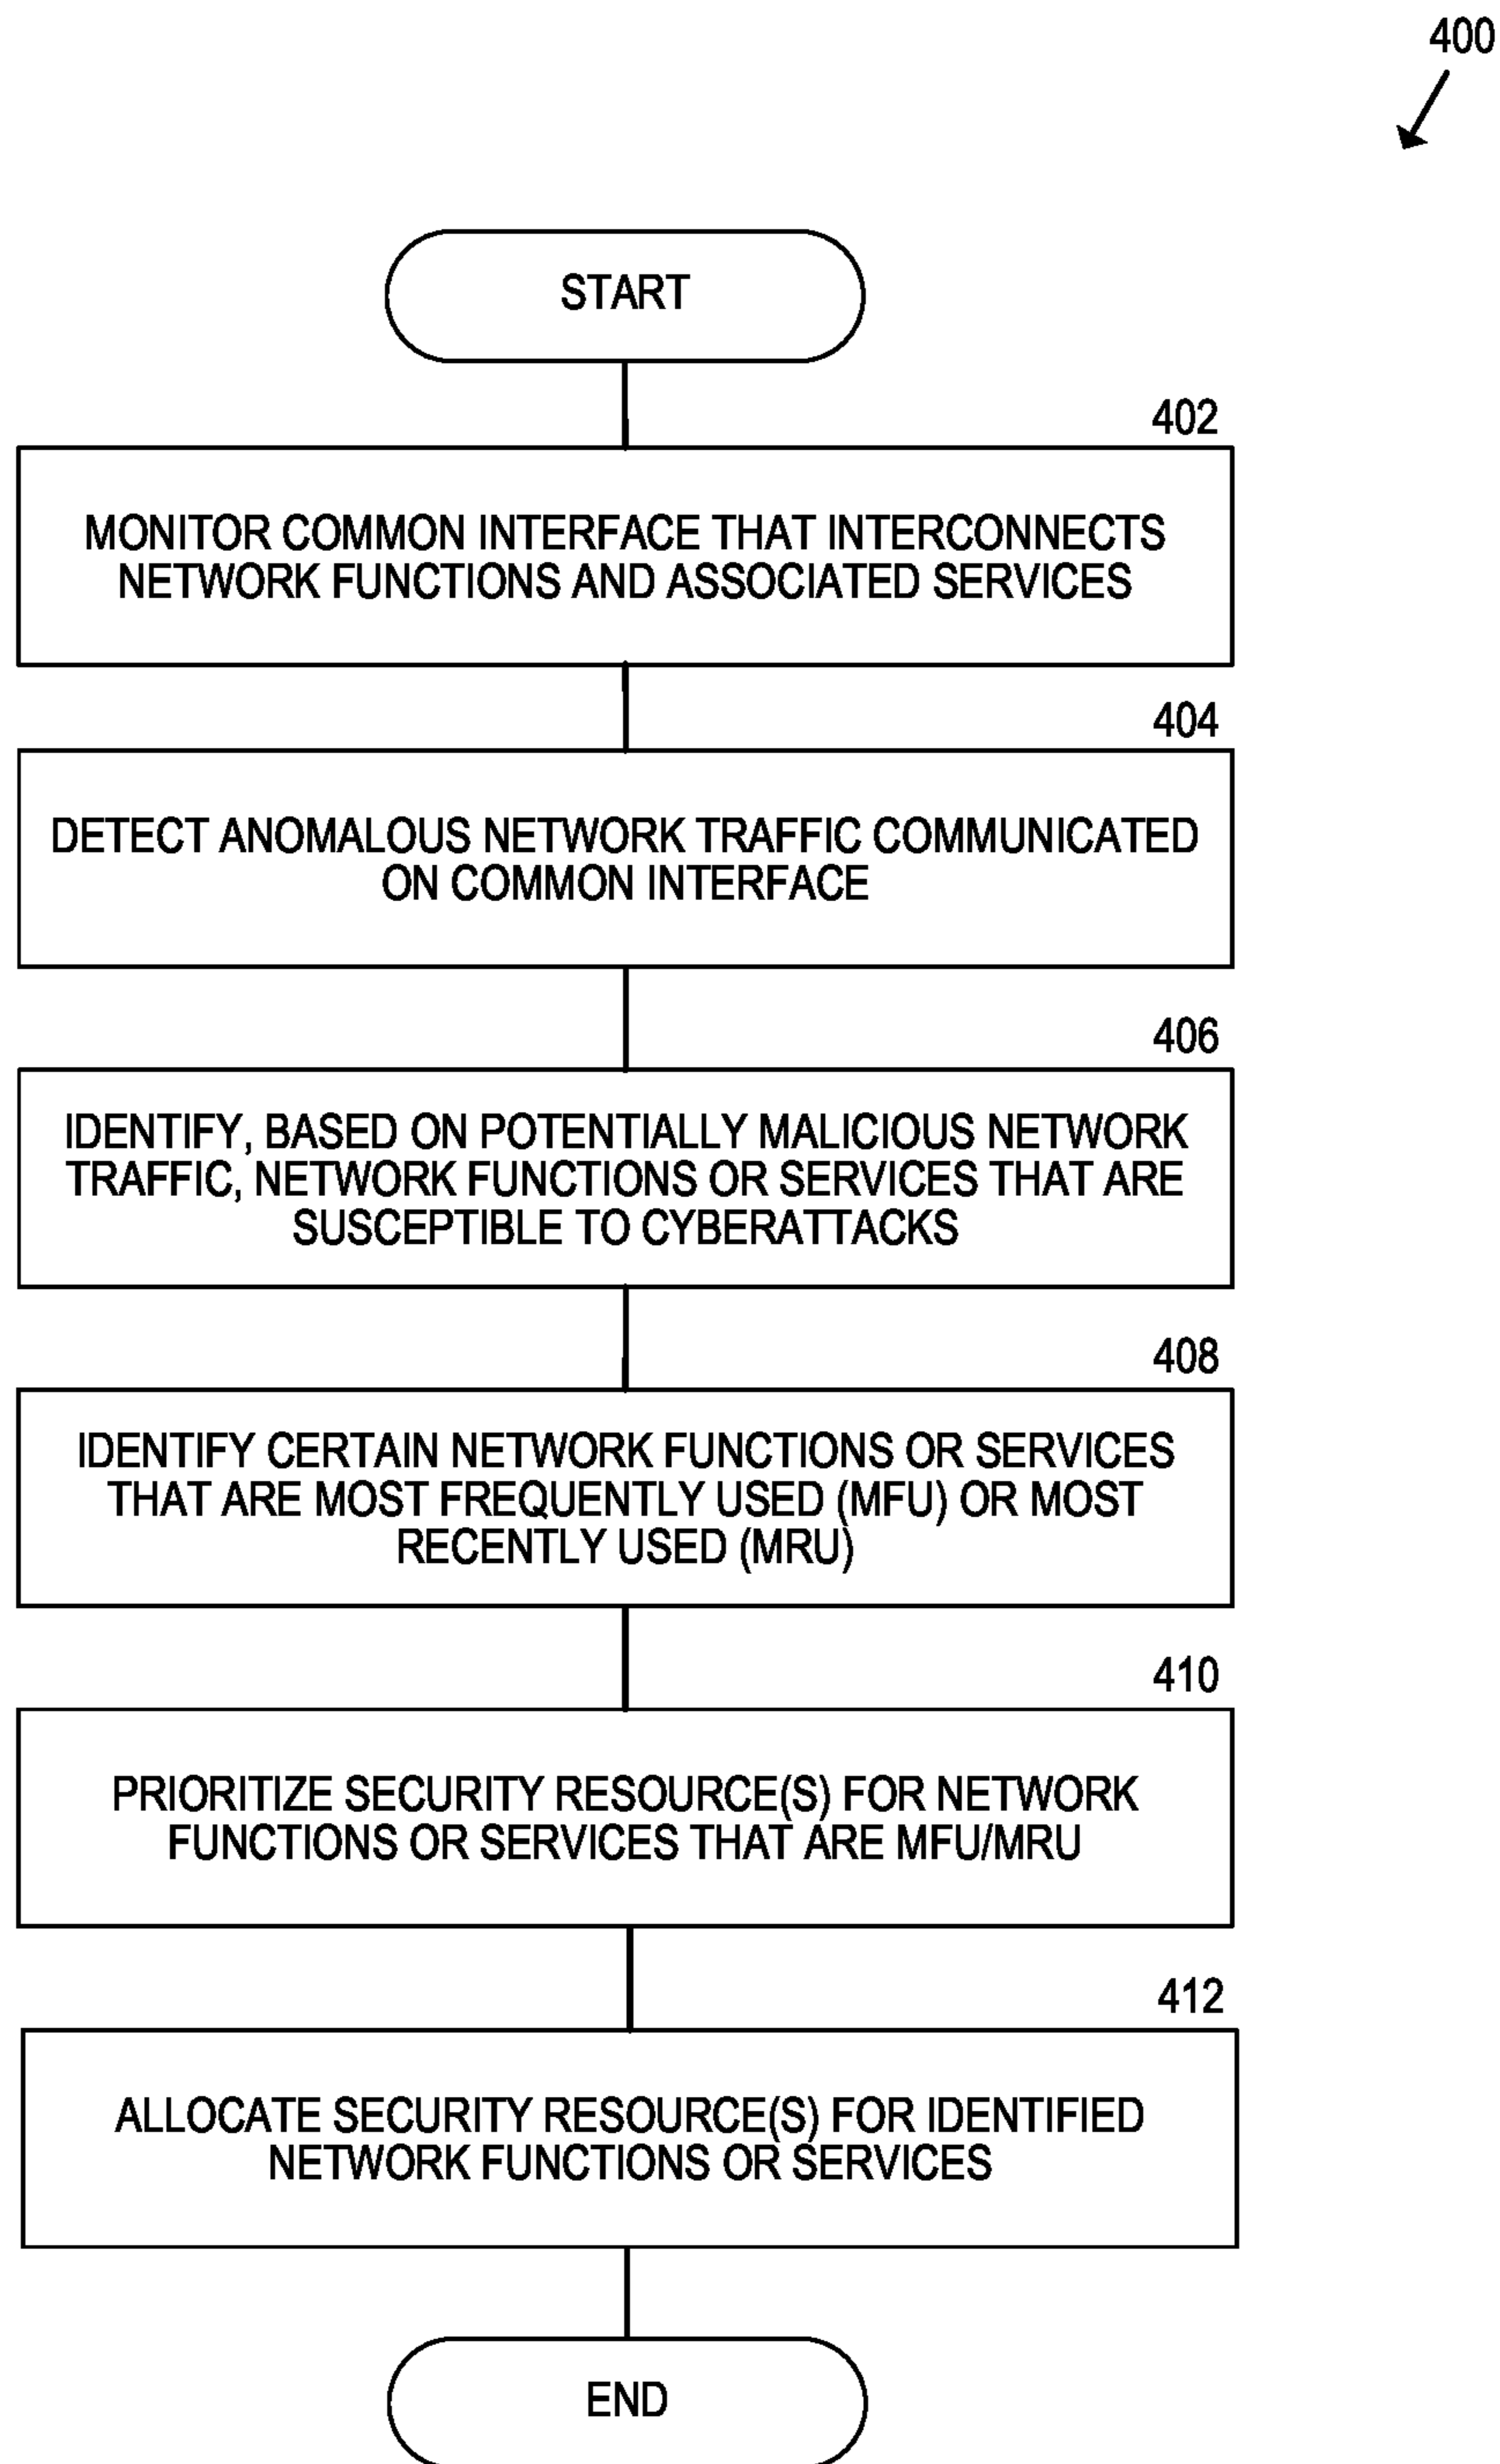 400
START
402
MONITOR COMMON INTERFACE THAT INTERCONNECTS
NETWORK FUNCTIONS AND ASSOCIATED SERVICES
404
DETECT ANOMALOUS NETWORK TRAFFIC COMMUNICATED
ON COMMON INTERFACE
406
IDENTIFY, BASED ON POTENTIALLY MALICIOUS NETWORK
TRAFFIC, NETWORK FUNCTIONS OR SERVICES THAT ARE
SUSCEPTIBLE TO CYBERATTACKS
408
IDENTIFY CERTAIN NETWORK FUNCTIONS OR SERVICES
THAT ARE MOST FREQUENTLY USED (MFU) OR MOST
RECENTLY USED (MRU)
410
PRIORITIZE SECURITY RESOURCE(S) FOR NETWORK
FUNCTIONS OR SERVICES THAT ARE MFU/MRU
412
ALLOCATE SECURITY RESOURCE(S) FOR IDENTIFIED
NETWORK FUNCTIONS OR SERVICES
END